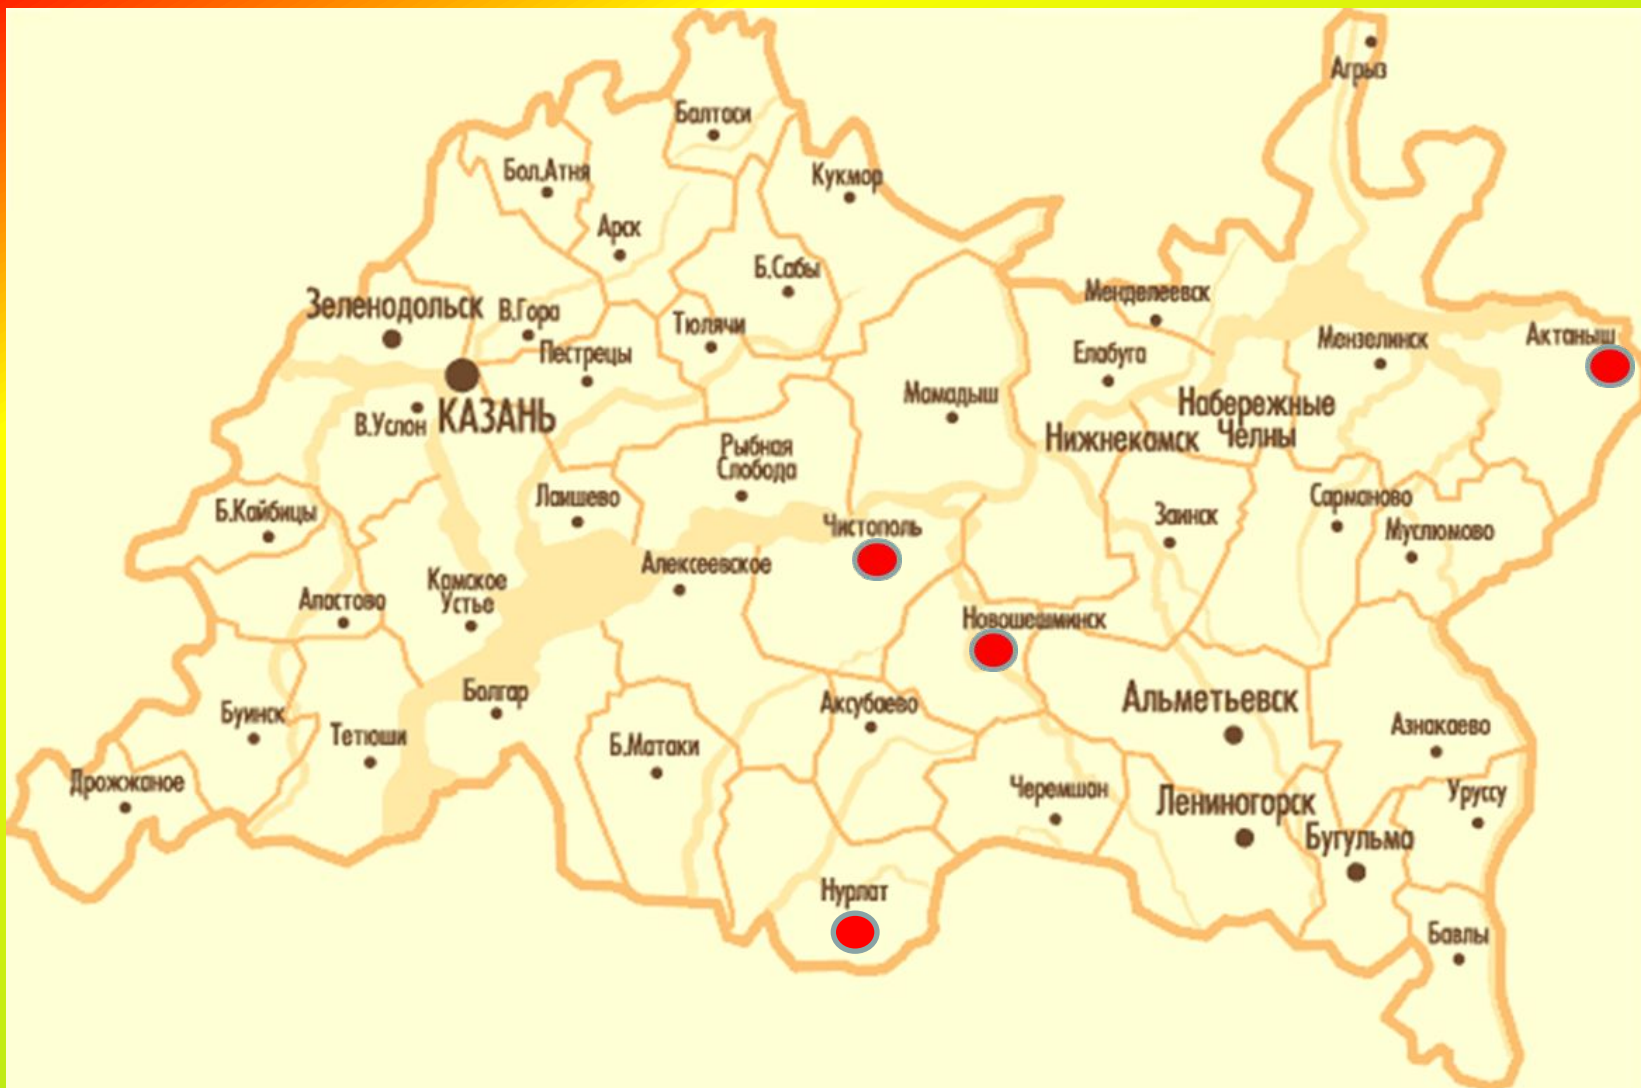 Агрыз
Балтаси
Бол.Атня
Кукмор
Арск
Б.Сабы
Менделеевск
Зеленодольск
В.Гора
Тюлячи
Актаныш
Мензелинск
Пестрецы
Елабуга
Мамадыш
Набережные
Челны
КАЗАНЬ
В.Услон
Нижнекамск
Рыбная
Слобода
Лаишево
Сарманово
Б.Кайбицы
Заинск
Чистополь
Муслюмово
Алексеевское
Камское
Устье
Апастово
Новошешминск
Болгар
Альметьевск
Аксубаево
Буинск
Азнакаево
Тетюши
Б.Матаки
Дрожжаное
Черемшан
Уруссу
Лениногорск
Бугульма
Нурлат
Бавлы